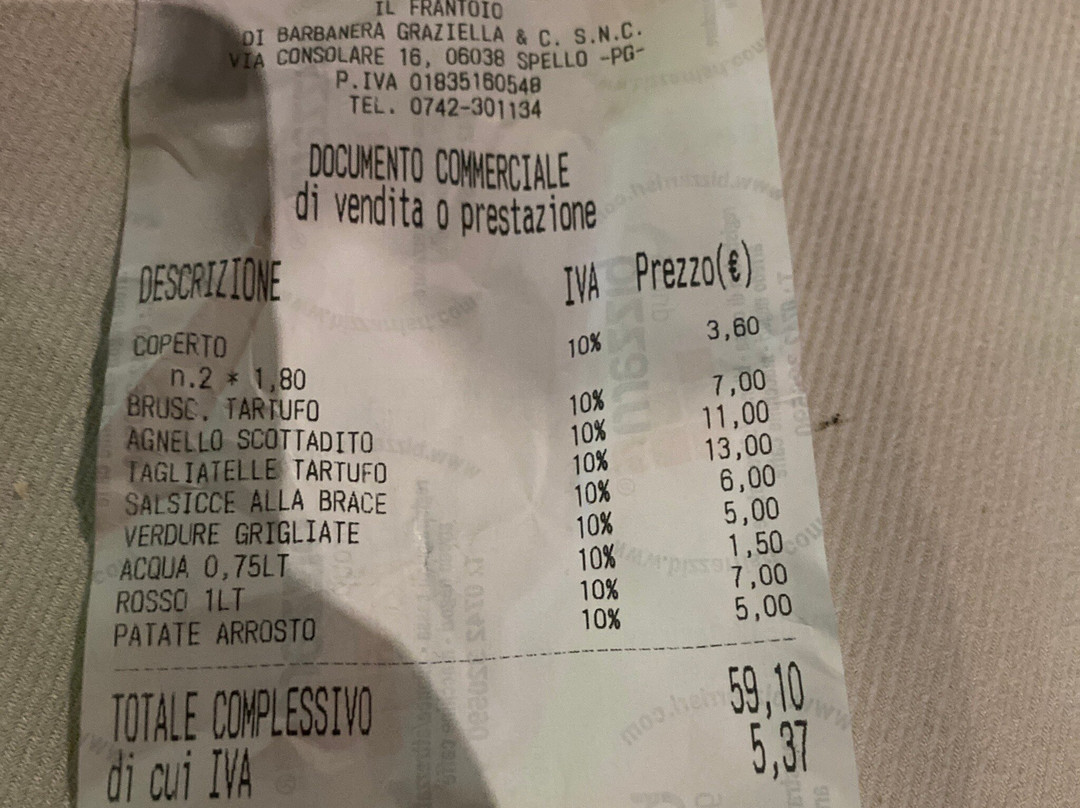 IL FRANTOIO
DI BARBANERA GRAZIELLA & C. S.N.C.
VIA CONSOLARE 16, 06038 SPELLO -PG-
P.IVA 01835160548
TEL. 0742-301134
DOCUMENTO COMMERCIALE
di vendita o prestazione
DESCRIZIONE IVA Prezzo(€)
COPERTO 10% 3,60
n.2 * 1,80
BRUSC. TARTUFO 10% 7,00
AGNELLO SCOTTADITO 10% 11,00
TAGLIATELLE TARTUFO 10% 13,00
SALSICCE ALLA BRACE 10% 6,00
VERDURE GRIGLIATE 10% 5,00
ACQUA 0,75LT 10% 1,50
ROSSO 1LT 10% 7,00
PATATE ARROSTO 10% 5,00
TOTALE COMPLESSIVO 59,10
di cui IVA 5,37